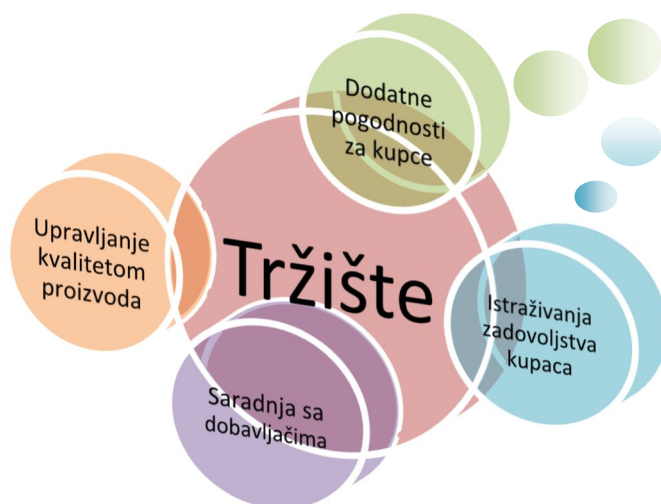 Dodatne
pogodnosti
za kupce
Upravljanje
kvalitetom
proizvoda
Tržište
Istraživanja
zadovoljstva
kupaca
Saradnja sa
dobavljačima